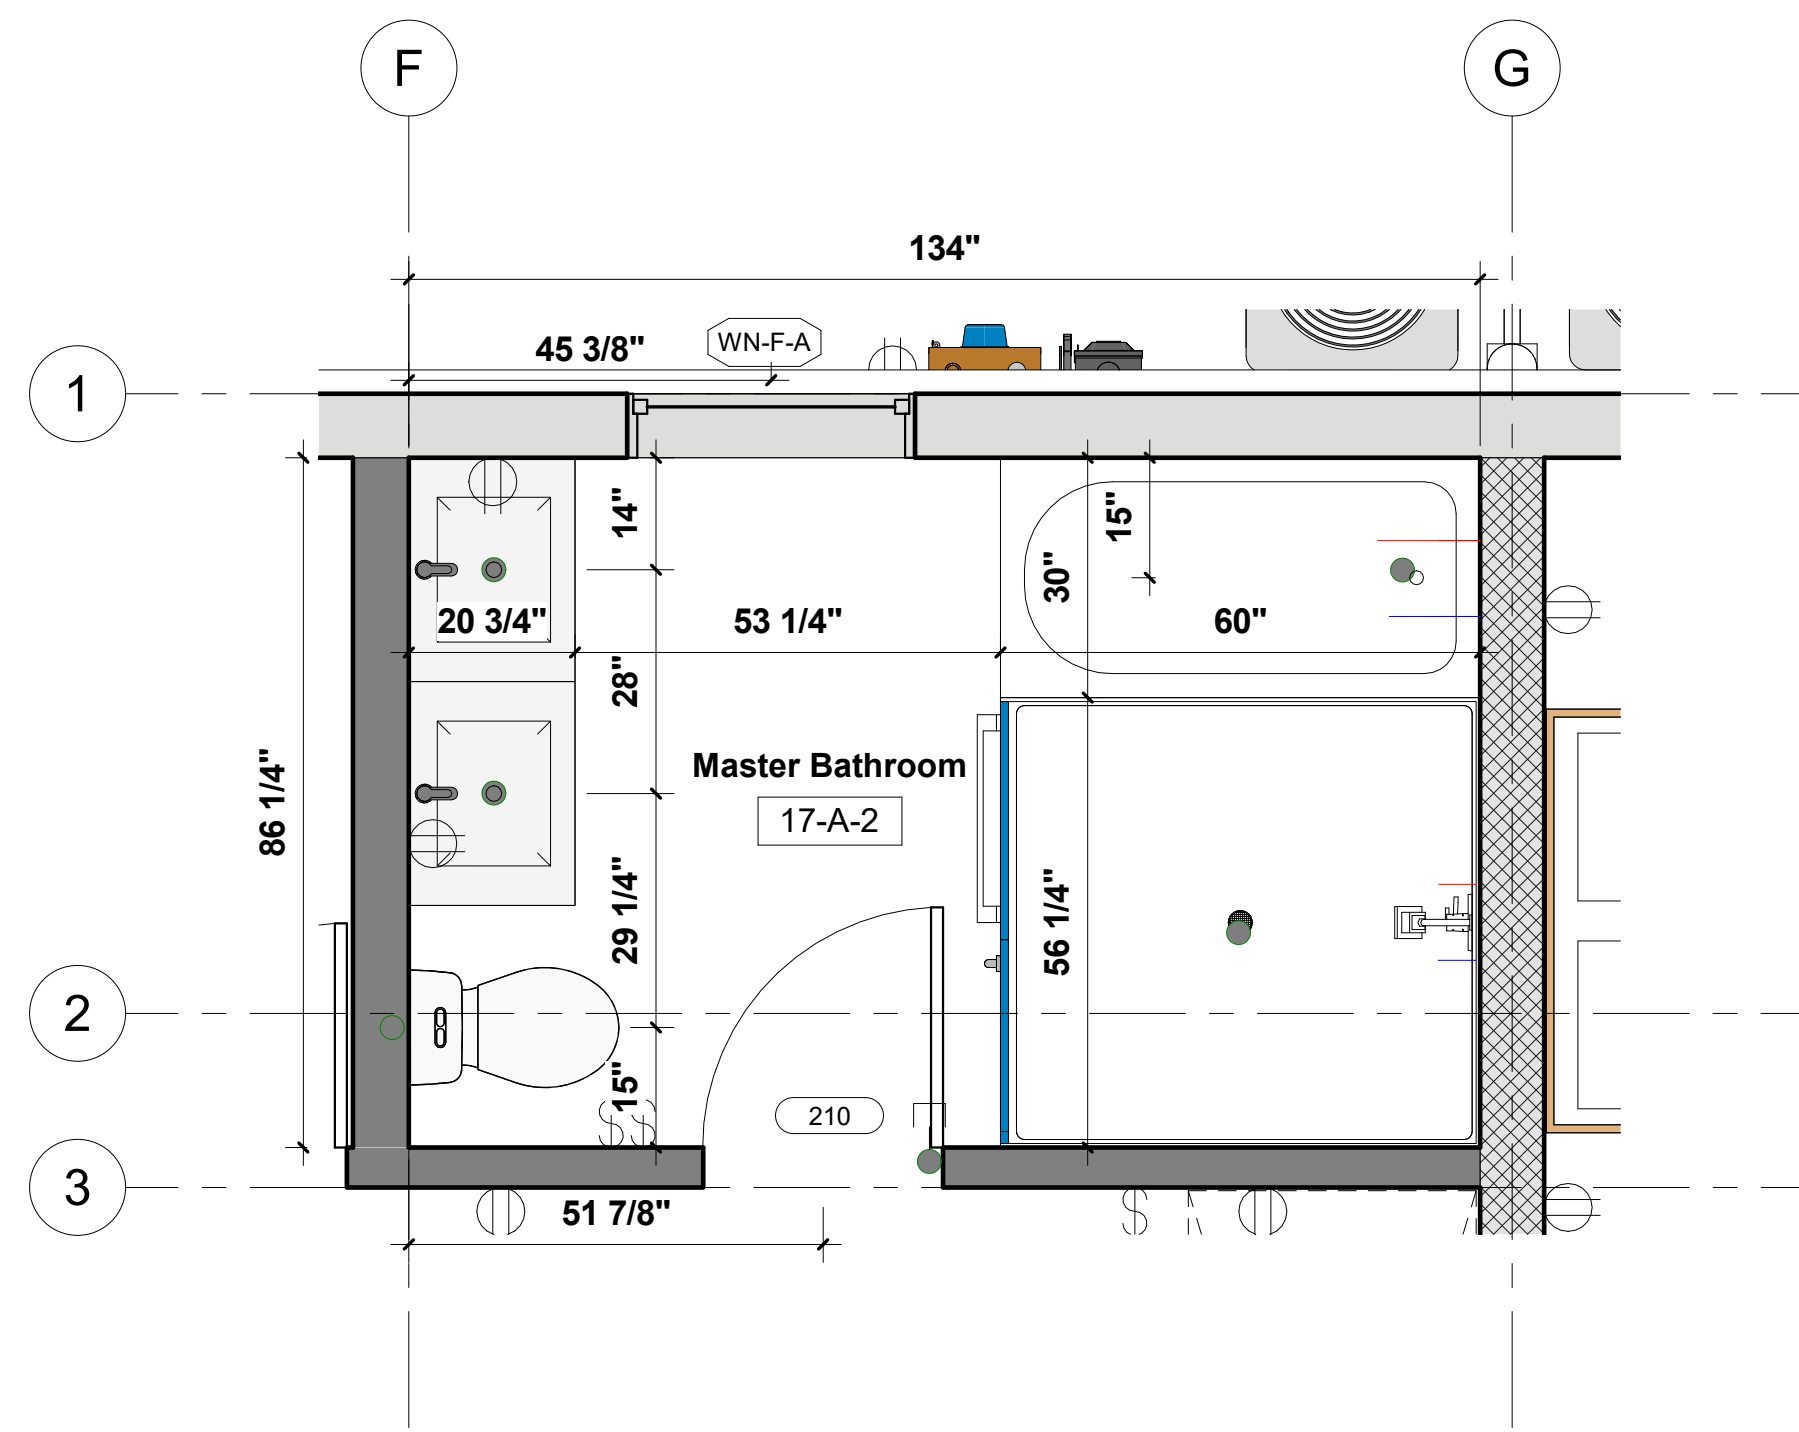 F
G
134"
45 3/8"
WN-F-A
1
14"
15"
30"
20 3/4"
53 1/4"
60"
28"
Master Bathroom
17-A-2
86 1/4"
29 1/4"
56 1/4"
2
15"
210
S S
3
51 7/8"
S